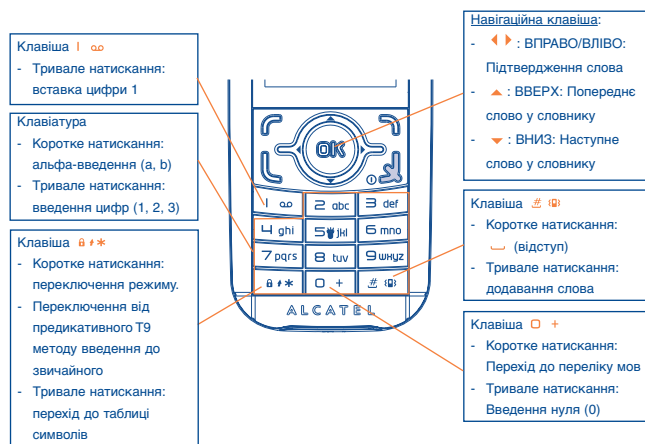 Клавіша 1
- Тривале натискання:
вставка цифри 1
Клавіатура
- Коротке натискання:
альфа-введення (a, b)
- Тривале натискання:
введення цифр (1, 2, 3)
Клавіша *
- Коротке натискання:
переключення режиму.
- Переключення від
предикативного T9
методу введення до
звичайного
- Тривале натискання:
перехід до таблиці
символів
OK
1
2 abc
3 def
4 ghi
5 jkl
6 mno
7 pqrs
8 tuv
9 wxyz
*
0 +
#
ALCATEL
Навігаційна клавіша:
- : ВПРАВО/ВЛІВО:
Підтвердження слова
- : ВВЕРХ: Попереднє
слово у словнику
- : ВНИЗ: Наступне
слово у словнику
Клавіша #
- Коротке натискання:
(відступ)
- Тривале натискання:
додавання слова
Клавіша 0 +
- Коротке натискання:
Перехід до переліку мов
- Тривале натискання:
Введення нуля (0)